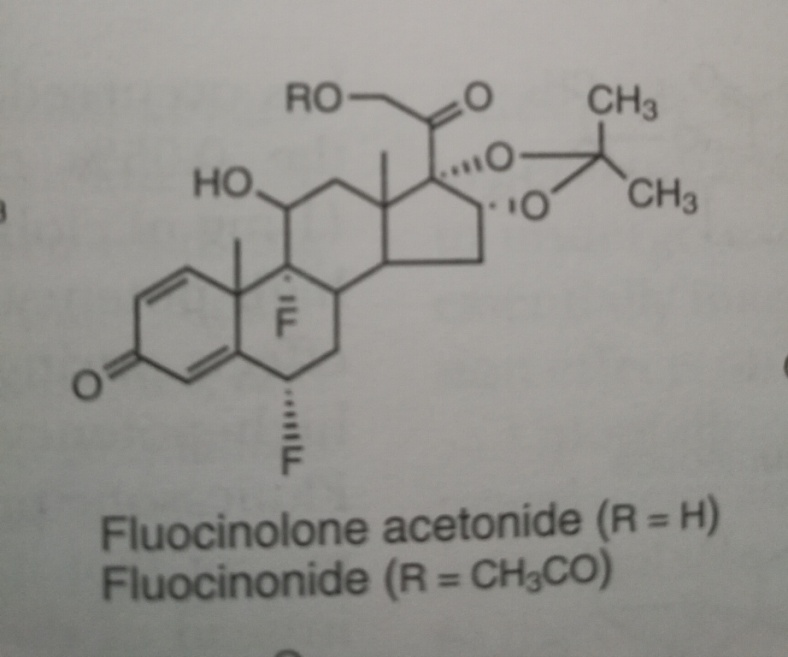 RO
O
CH₃
O
HO
O
CH₃
F
O
F
Fluocinolone acetonide (R = H)
Fluocinonide (R = CH₃CO)